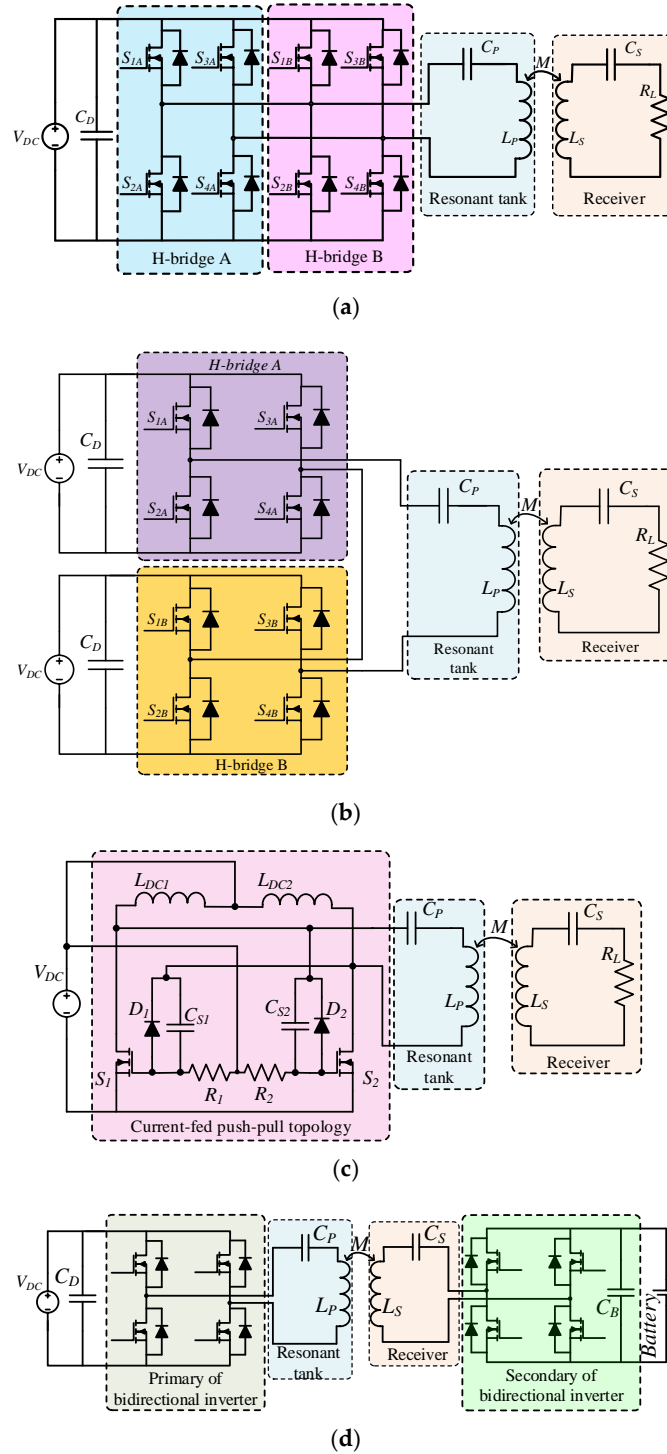 C_P
C_S
S_1A
S_3A
S_1B
S_3B
M
R_L
V_DC
C_D
L_P
L_S
S_2A
S_4A
S_2B
S_4B
Resonant tank
Receiver
H-bridge A
H-bridge B
(a)
H-bridge A
S_1A
S_3A
C_D
V_DC
C_P
C_S
S_2A
S_4A
M
R_L
S_1B
S_3B
L_P
L_S
C_D
V_DC
Resonant
tank
Receiver
S_2B
S_4B
H-bridge B
(b)
L_DC1
L_DC2
C_P
C_S
M
R_L
V_DC
D_1
C_S1
C_S2
D_2
L_P
L_S
S_1
R_1
R_2
S_2
Resonant
tank
Receiver
Current-fed push-pull topology
(c)
C_P
M
C_S
V_DC
C_D
L_P
L_S
C_B
Battery
Resonant
tank
Receiver
Primary of
bidirectional inverter
Secondary of
bidirectional inverter
(d)